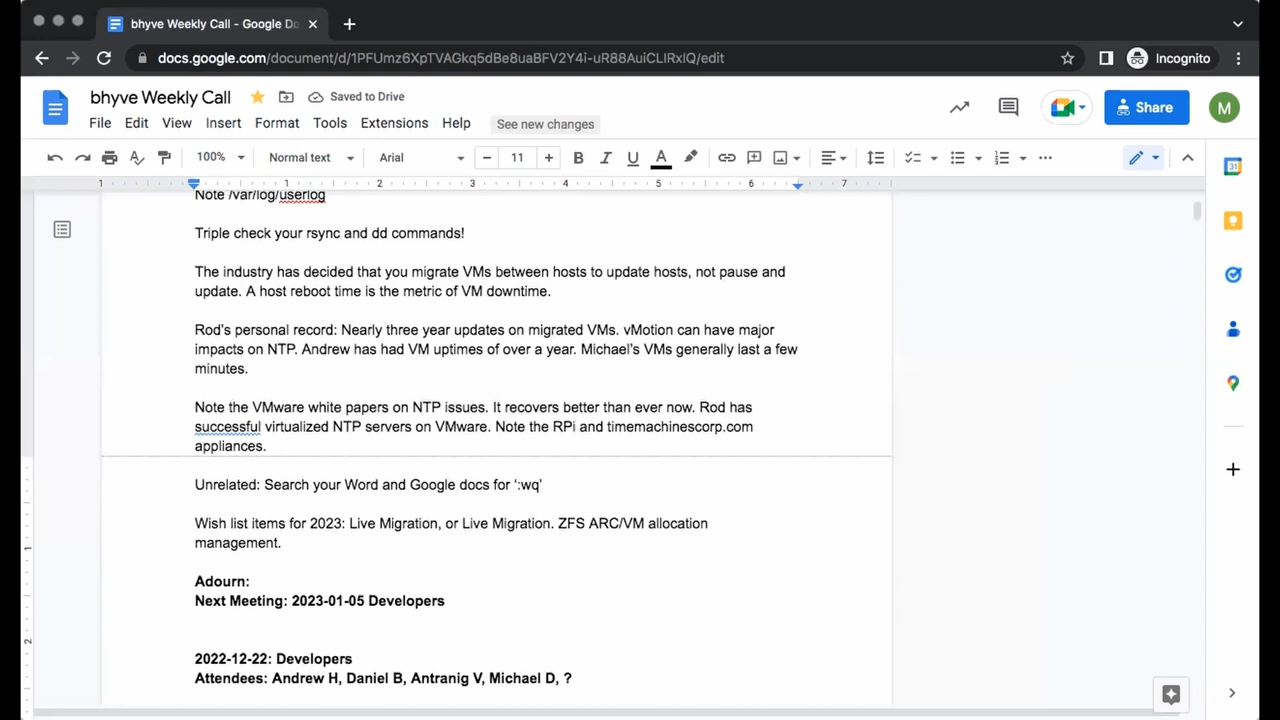 bhyve Weekly Call - Google Do
docs.google.com/document/d/1PFUmz6XpTVAGkq5dBe8uaBFV2Y4i-uR88AuiCLIRxIQ/edit
Incognito
bhyve Weekly Call
Saved to Drive
File Edit View Insert Format Tools Extensions Help See new changes
Share
M
100% Normal text Arial 11
1 1 2 3 4 5 6 7
Note /var/log/userlog
Triple check your rsync and dd commands!
The industry has decided that you migrate VMs between hosts to update hosts, not pause and
update. A host reboot time is the metric of VM downtime.
Rod's personal record: Nearly three year updates on migrated VMs. vMotion can have major
impacts on NTP. Andrew has had VM uptimes of over a year. Michael's VMs generally last a few
minutes.
Note the VMware white papers on NTP issues. It recovers better than ever now. Rod has
successful virtualized NTP servers on VMware. Note the RPi and timemachinescorp.com
appliances.
Unrelated: Search your Word and Google docs for ':wq'
Wish list items for 2023: Live Migration, or Live Migration. ZFS ARC/VM allocation
management.
Adourn:
Next Meeting: 2023-01-05 Developers
2022-12-22: Developers
Attendees: Andrew H, Daniel B, Antranig V, Michael D, ?